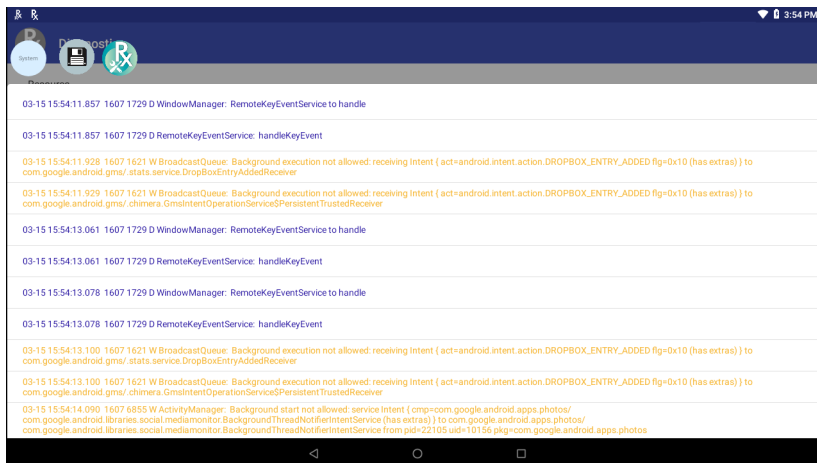 3:54 PM
System
03-15 15:54:11.857 1607 1729 D WindowManager: RemoteKeyEventService to handle
03-15 15:54:11.857 1607 1729 D RemoteKeyEventService: handleKeyEvent
03-15 15:54:11.928 1607 1621 W BroadcastQueue: Background execution not allowed: receiving Intent { act=android.intent.action.DROPBOX_ENTRY_ADDED flg=0x10 (has extras) } to
com.google.android.gms/.stats.service.DropBoxEntryAddedReceiver
03-15 15:54:11.929 1607 1621 W BroadcastQueue: Background execution not allowed: receiving Intent { act=android.intent.action.DROPBOX_ENTRY_ADDED flg=0x10 (has extras) } to
com.google.android.gms/.chimera.GmsIntentOperationService$PersistentTrustedReceiver
03-15 15:54:13.061 1607 1729 D WindowManager: RemoteKeyEventService to handle
03-15 15:54:13.061 1607 1729 D RemoteKeyEventService: handleKeyEvent
03-15 15:54:13.078 1607 1729 D WindowManager: RemoteKeyEventService to handle
03-15 15:54:13.078 1607 1729 D RemoteKeyEventService: handleKeyEvent
03-15 15:54:13.100 1607 1621 W BroadcastQueue: Background execution not allowed: receiving Intent { act=android.intent.action.DROPBOX_ENTRY_ADDED flg=0x10 (has extras) } to
com.google.android.gms/.stats.service.DropBoxEntryAddedReceiver
03-15 15:54:13.100 1607 1621 W BroadcastQueue: Background execution not allowed: receiving Intent { act=android.intent.action.DROPBOX_ENTRY_ADDED flg=0x10 (has extras) } to
com.google.android.gms/.chimera.GmsIntentOperationService$PersistentTrustedReceiver
03-15 15:54:14.090 1607 6855 W ActivityManager: Background start not allowed: service Intent { cmp=com.google.android.apps.photos/
com.google.android.libraries.social.mediamonitor.BackgroundThreadNotifierIntentService (has extras) } to com.google.android.apps.photos/
com.google.android.libraries.social.mediamonitor.BackgroundThreadNotifierIntentService from pid=22105 uid=10156 pkg=com.google.android.apps.photos